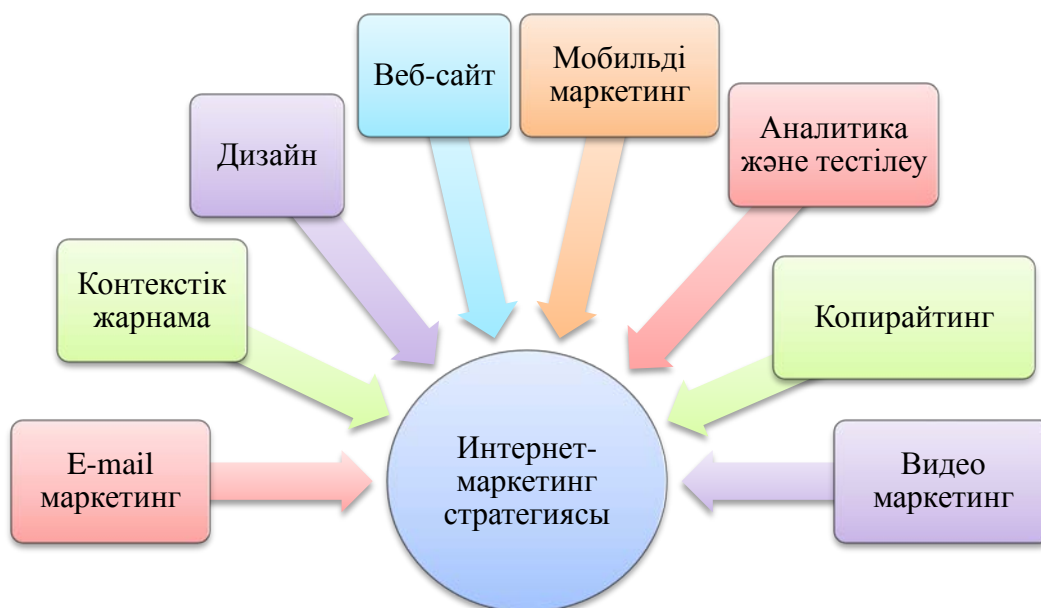 Веб-сайт
Мобильді
маркетинг
Дизайн
Аналитика
және тестілеу
Контекстік
жарнама
Копирайтинг
E-mail
маркетинг
Интернет-
маркетинг
стратегиясы
Видео
маркетинг